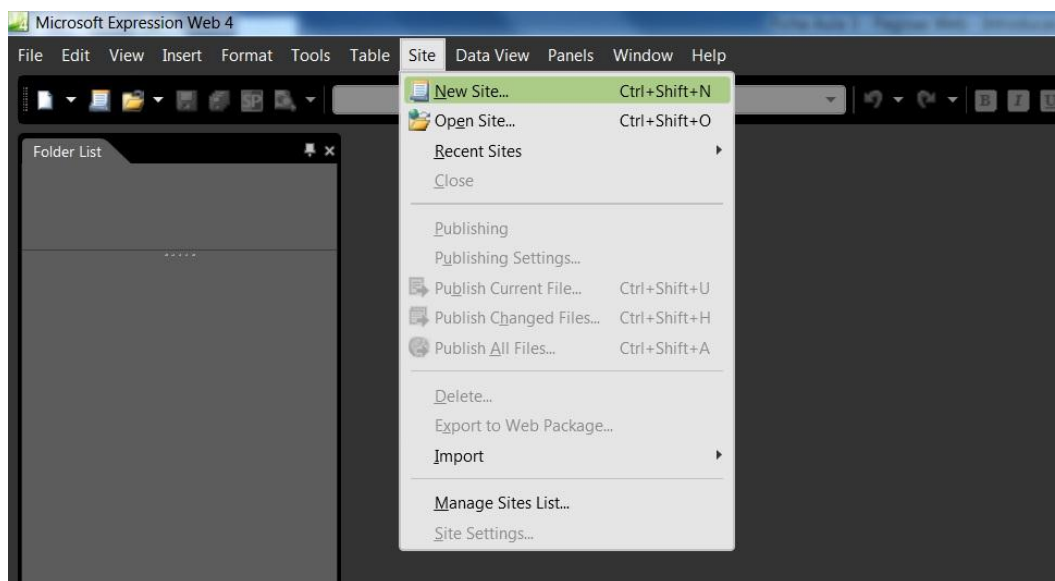 Microsoft Expression Web 4
File Edit View Insert Format Tools Table Site Data View Panels Window Help
SP
B I U
Folder List
New Site... Ctrl+Shift+N
Open Site... Ctrl+Shift+O
Recent Sites
Close
Publishing
Publishing Settings...
Publish Current File... Ctrl+Shift+U
Publish Changed Files... Ctrl+Shift+H
Publish All Files... Ctrl+Shift+A
Delete...
Export to Web Package...
Import
Manage Sites List...
Site Settings...